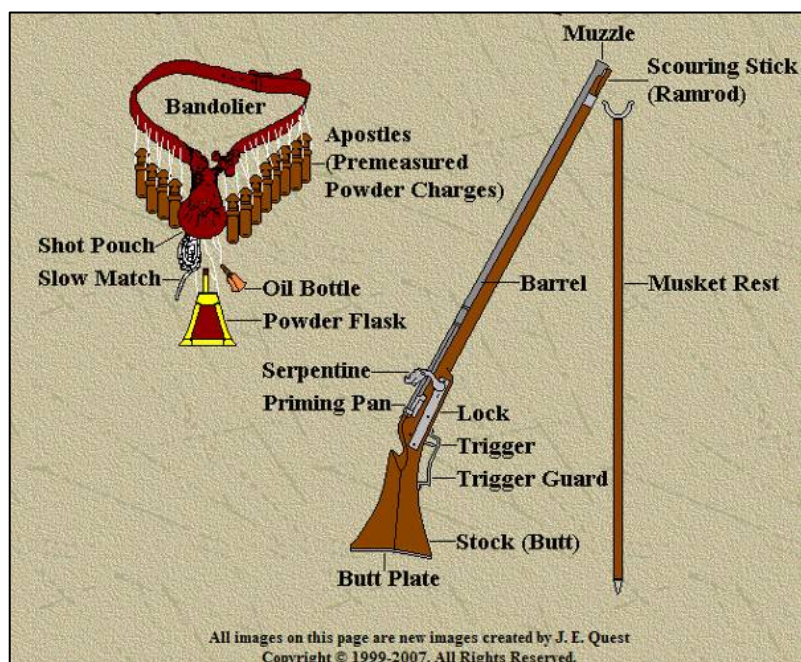 Muzzle
Scouring Stick
(Ramrod)
Bandolier
Apostles
(Premeasured
Powder Charges)
Shot Pouch
Slow Match
Oil Bottle
Powder Flask
Barrel
Musket Rest
Serpentine
Priming Pan
Lock
Trigger
Trigger Guard
Stock (Butt)
Butt Plate
All images on this page are new images created by J. E. Quest
Copyright © 1999-2007. All Rights Reserved.